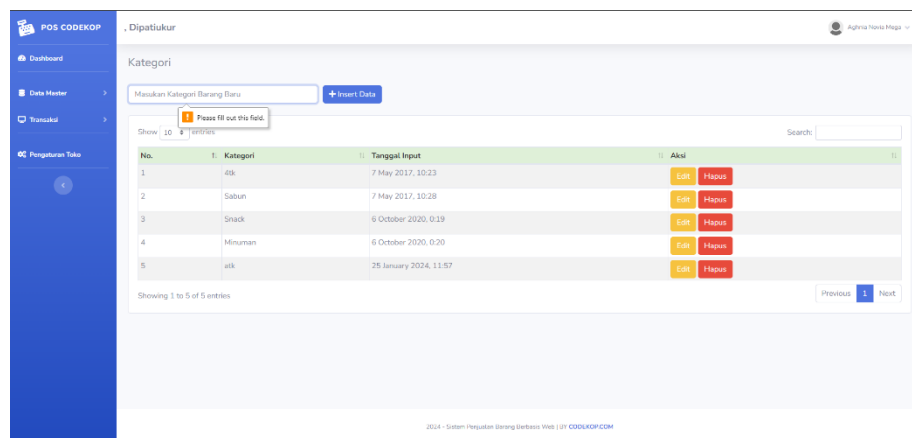 POS CODEKOP
, Dipatiukur
Aghnia Novia Mega
Dashboard
Kategori
Data Master
Masukan Kategori Barang Baru
+ Insert Data
Please fill out this field.
Transaksi
Show 10 entries
Search:
Pengaturan Toko
No. Kategori Tanggal Input Aksi
1 4tk 7 May 2017, 10:23 Edit Hapus
2 Sabun 7 May 2017, 10:28 Edit Hapus
3 Snack 6 October 2020, 0:19 Edit Hapus
4 Minuman 6 October 2020, 0:20 Edit Hapus
5 atk 25 January 2024, 11:57 Edit Hapus
Showing 1 to 5 of 5 entries
Previous 1 Next
2024 - Sistem Penjualan Barang Berbasis Web | BY CODEKOP.COM